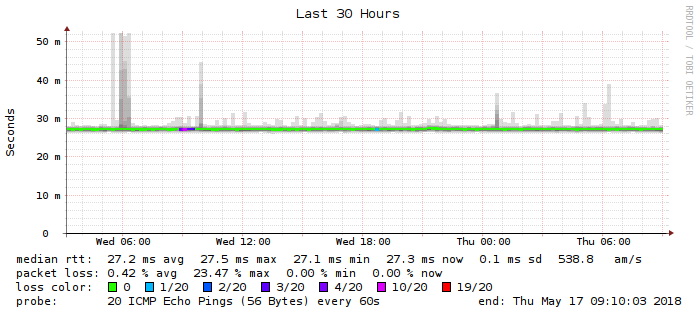 Last 30 Hours
RRDTOOL / TOBI OETIKER
Seconds
50 m
40 m
30 m
20 m
10 m
0
Wed 06:00 Wed 12:00 Wed 18:00 Thu 00:00 Thu 06:00
median rtt: 27.2 ms avg 27.5 ms max 27.1 ms min 27.3 ms now 0.1 ms sd 538.8 am/s
packet loss: 0.42 % avg 23.47 % max 0.00 % min 0.00 % now
loss color: 0 1/20 2/20 3/20 4/20 10/20 19/20
probe: 20 ICMP Echo Pings (56 Bytes) every 60s end: Thu May 17 09:10:03 2018